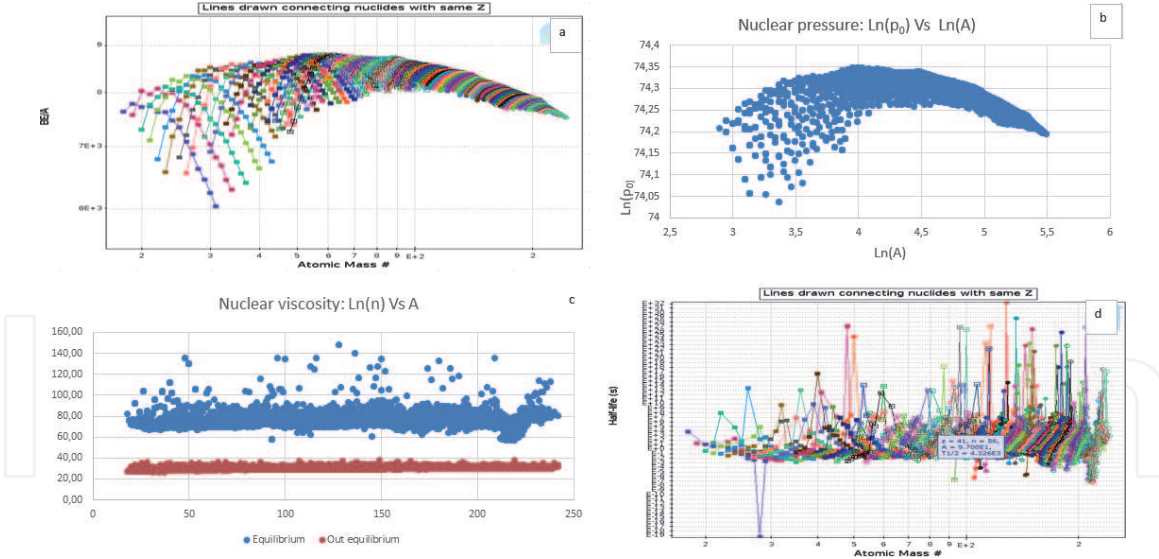 Lines drawn connecting nuclides with same Z
a
9
8
7E+3
6E+3
BE/A
2 3 4 5 6 7 8 9 E+2 2
Atomic Mass #
Nuclear pressure: Ln(p0) Vs Ln(A)
b
74,4
74,35
74,3
74,25
74,2
74,15
74,1
74,05
74
Ln(p0)
2,5 3 3,5 4 4,5 5 5,5 6
Ln(A)
Nuclear viscosity: Ln(n) Vs A
c
160,00
140,00
120,00
100,00
80,00
60,00
40,00
20,00
0,00
0 50 100 150 200 250
Equilibrium Out equilibrium
Lines drawn connecting nuclides with same Z
d
Half-life (s)
z = 41, n = 56,
A = 9.700E1,
T1/2 = 4.326E3
2 3 4 5 6 7 8 9 E+2 2
Atomic Mass #